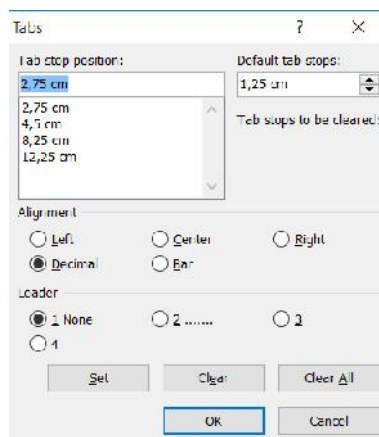 Tabs ? ×
Tab stop position: Default tab stops:
2,75 cm 1,25 cm
2,75 cm
4,5 cm
8,25 cm
12,25 cm
Tab stops to be cleared:
Alignment
Left Center Right
Decimal Bar
Leader
1 None 2 ....... 3
4
Set Clear Clear All
OK Cancel